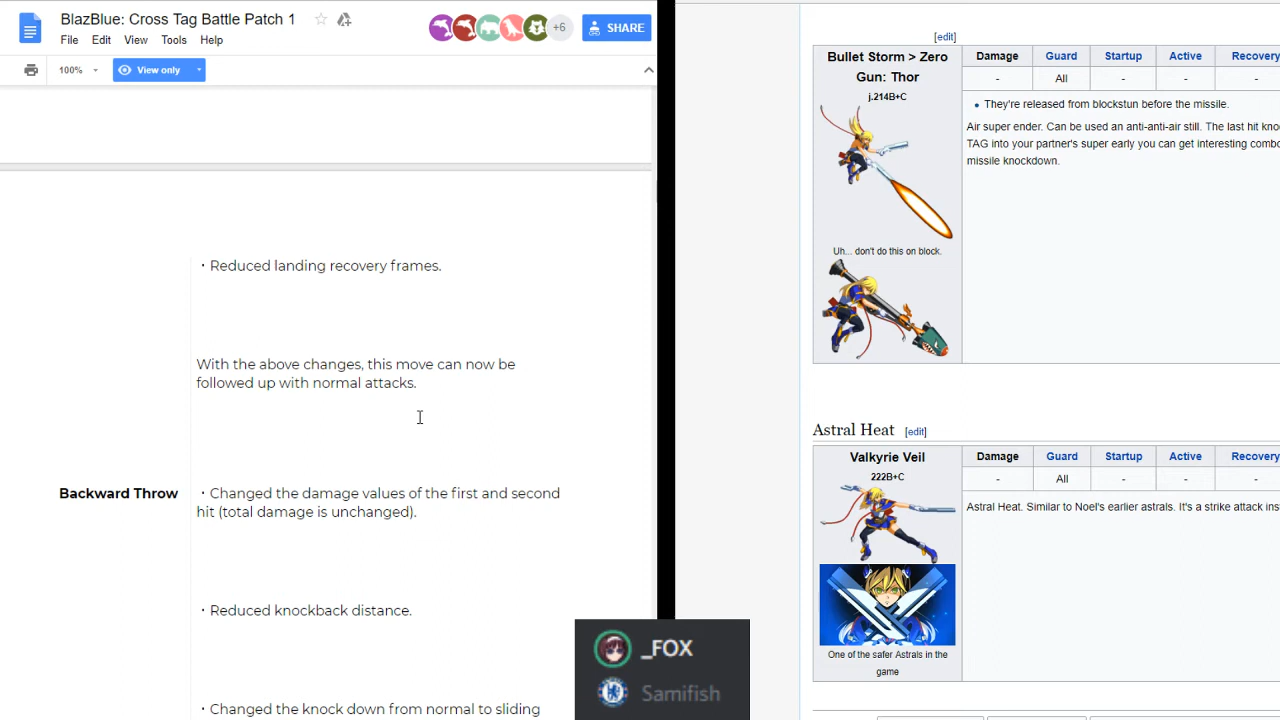 BlazBlue: Cross Tag Battle Patch 1
File Edit View Tools Help
+6
SHARE
100%
View only
・Reduced landing recovery frames.
With the above changes, this move can now be
followed up with normal attacks.
Backward Throw
・Changed the damage values of the first and second
hit (total damage is unchanged).
・Reduced knockback distance.
・Changed the knock down from normal to sliding
_FOX
Samifish
[edit]
Bullet Storm > Zero
Gun: Thor
j.214B+C
Uh... don't do this on block.
Damage Guard Startup Active Recovery
- All - - -
• They're released from blockstun before the missile.
Air super ender. Can be used an anti-anti-air still. The last hit kno
TAG into your partner's super early you can get interesting combo
missile knockdown.
Astral Heat [edit]
Valkyrie Veil
222B+C
One of the safer Astrals in the
game
Damage Guard Startup Active Recovery
- All - - -
Astral Heat. Similar to Noel's earlier astrals. It's a strike attack ins